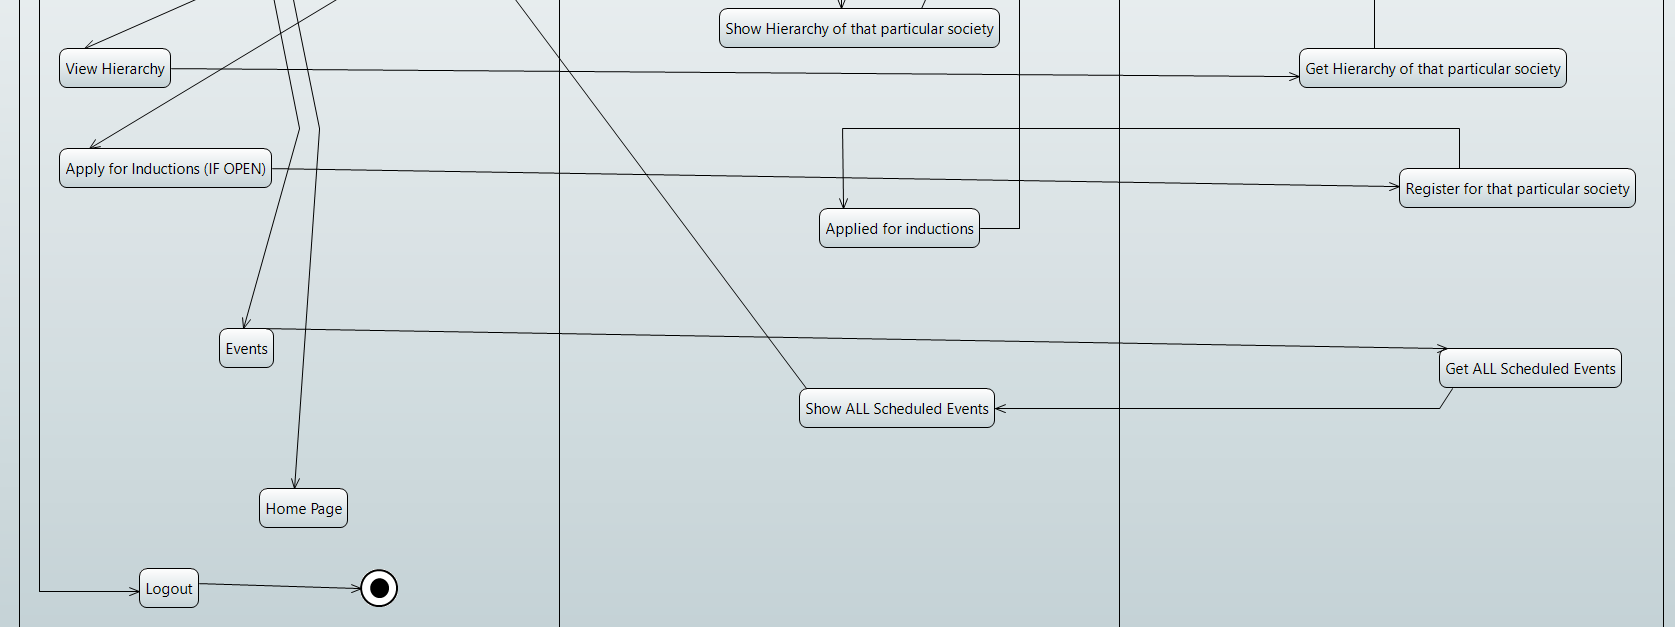 Show Hierarchy of that particular society
View Hierarchy
Get Hierarchy of that particular society
Apply for Inductions (IF OPEN)
Register for that particular society
Applied for inductions
Events
Get ALL Scheduled Events
Show ALL Scheduled Events
Home Page
Logout